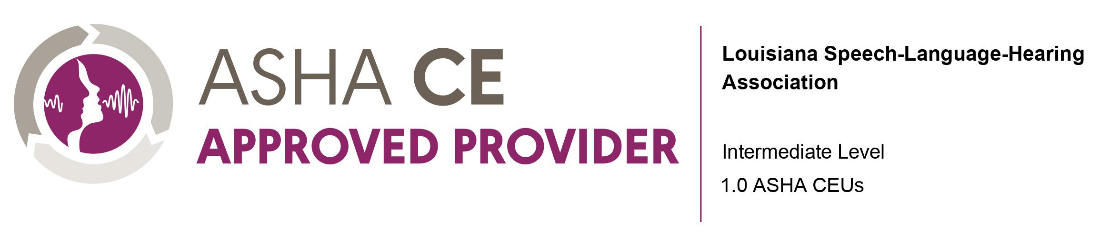 ASHA CE
APPROVED PROVIDER
Louisiana Speech-Language-Hearing
Association
Intermediate Level
1.0 ASHA CEUs